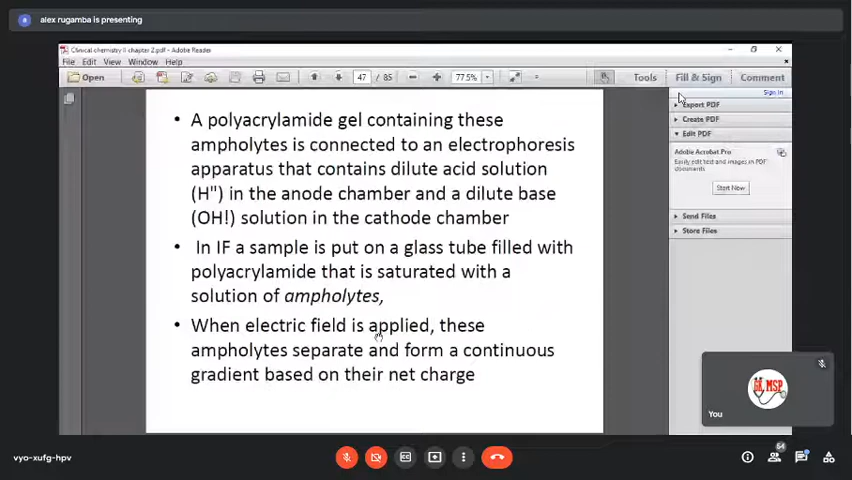 a
alex rugamba is presenting
Clinical chemistry II chapter 2.pdf - Adobe Reader
File Edit View Window Help
Open
47 / 85
77.5%
Tools
Fill & Sign
Comment
Sign In
Export PDF
Create PDF
Edit PDF
Adobe Acrobat Pro
Easily edit text and images in PDF
documents
Start Now
Send Files
Store Files
• A polyacrylamide gel containing these
ampholytes is connected to an electrophoresis
apparatus that contains dilute acid solution
(H") in the anode chamber and a dilute base
(OH!) solution in the cathode chamber
• In IF a sample is put on a glass tube filled with
polyacrylamide that is saturated with a
solution of ampholytes,
• When electric field is applied, these
ampholytes separate and form a continuous
gradient based on their net charge
MSP
You
vyo-xufg-hpv
64